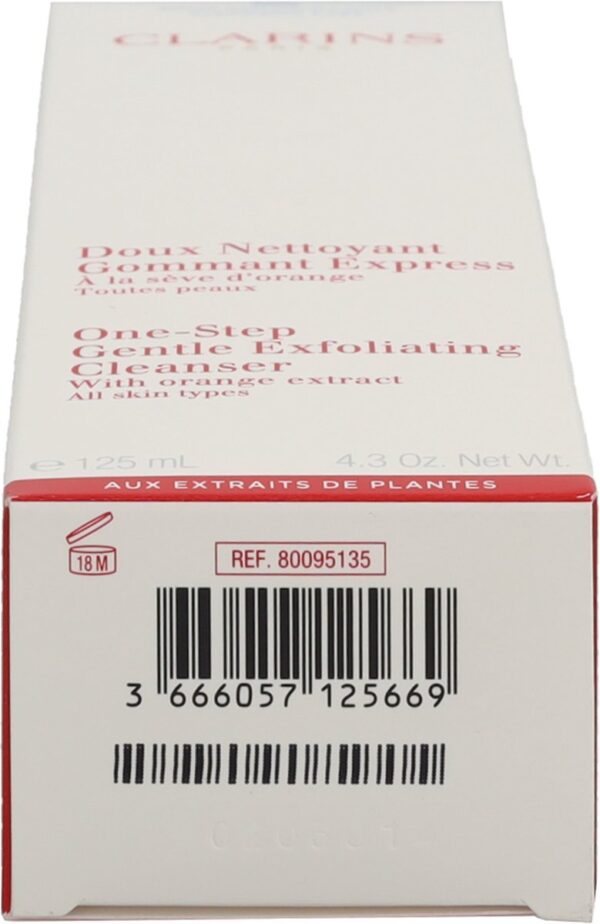 CLARINS
PARIS
Doux Nettoyant
Gommant Express
A la sève d'orange
Toutes peaux
One-Step
Gentle Exfoliating
Cleanser
With orange extract
All skin types
e 125 mL 4.3 Oz. Net Wt.
AUX EXTRAITS DE PLANTES
18 M
REF. 80095135
3 666057 125669